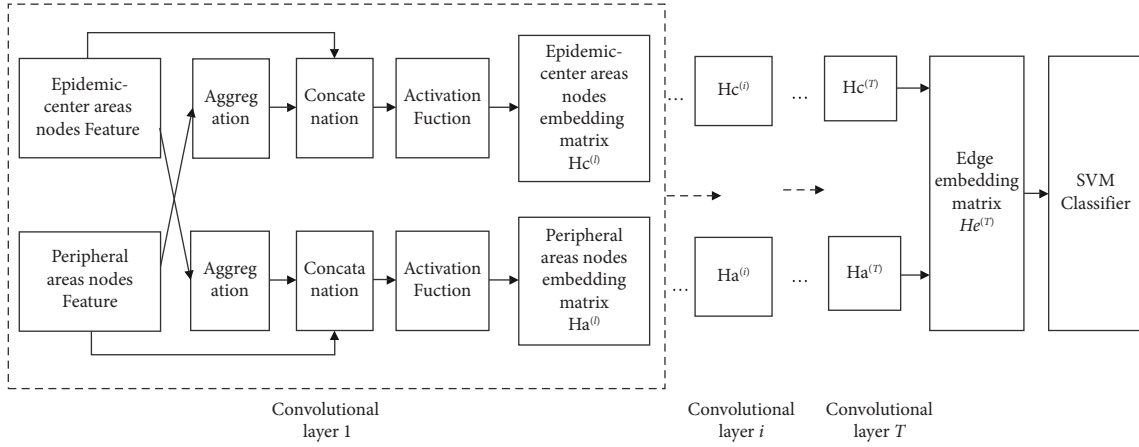 Epidemic-
center areas
nodes Feature
Aggreg
ation
Concate
nation
Activation
Fuction
Epidemic-
center areas
nodes
embedding
matrix
Hc(l)
...
Hc(i)
...
Hc(T)
Edge
embedding
matrix
He(T)
SVM
Classifier
Peripheral
areas nodes
Feature
Aggreg
ation
Concata
nation
Activation
Fuction
Peripheral
areas nodes
embedding
matrix
Ha(l)
...
Ha(i)
...
Ha(T)
Convolutional
layer 1
Convolutional
layer i
Convolutional
layer T